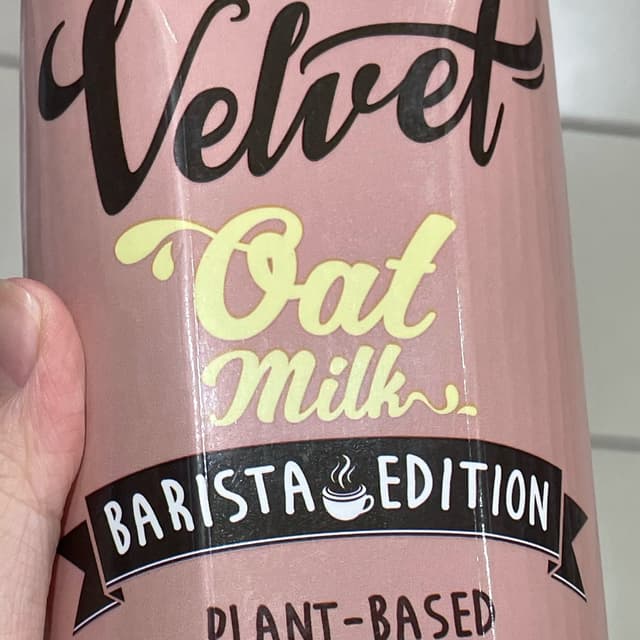 Velvet
Oat
Milk
BARISTA EDITION
PLANT-BASED